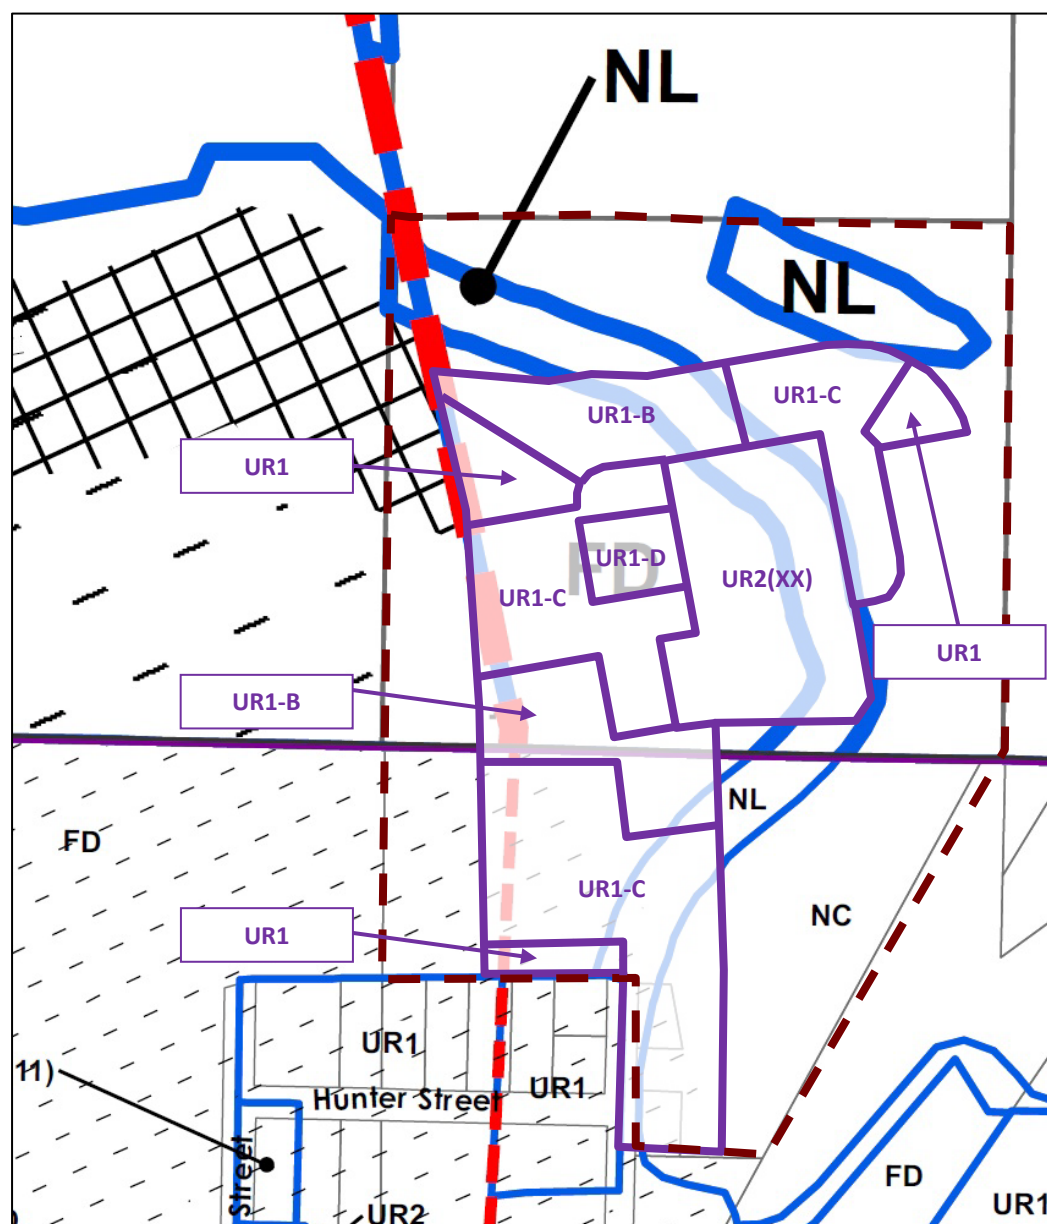 NL
NL
UR1-C
UR1-B
UR1
FD
UR1-D
UR2(XX)
UR1-C
UR1
UR1-B
NL
FD
UR1-C
NC
UR1
UR1
UR1
11)
Hunter Street
Street
FD
UR1
UR2